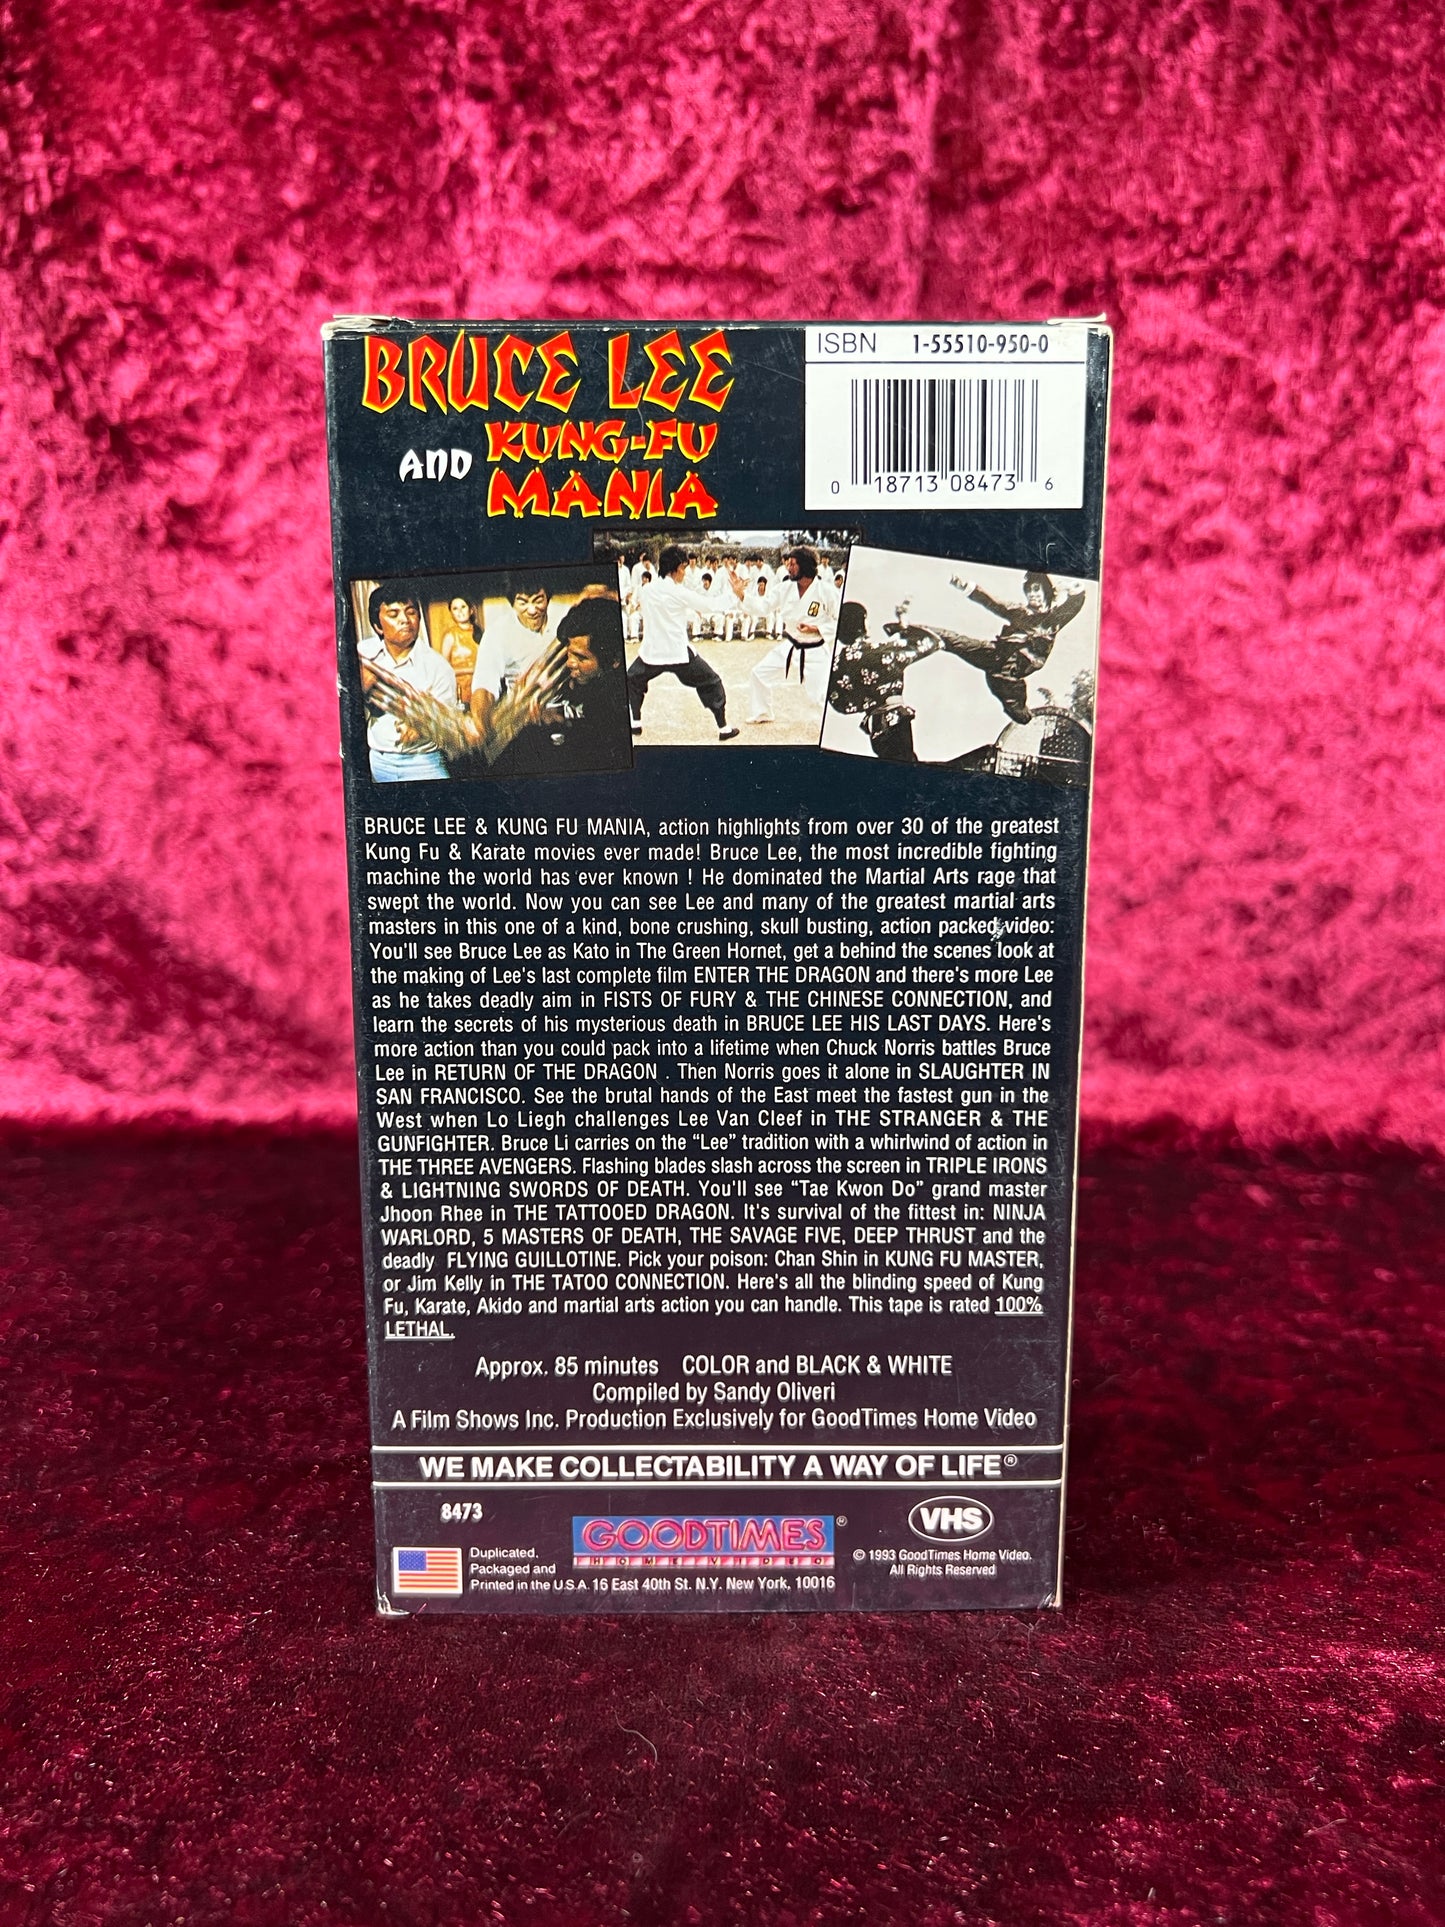 BRUCE LEE
AND KUNG-FU
MANIA
ISBN 1-55510-950-0
0 18713 08473 6
BRUCE LEE & KUNG FU MANIA, action highlights from over 30 of the greatest
Kung Fu & Karate movies ever made! Bruce Lee, the most incredible fighting
machine the world has ever known ! He dominated the Martial Arts rage that
swept the world. Now you can see Lee and many of the greatest martial arts
masters in this one of a kind, bone crushing, skull busting, action packed video:
You'll see Bruce Lee as Kato in The Green Hornet, get a behind the scenes look at
the making of Lee's last complete film ENTER THE DRAGON and there's more Lee
as he takes deadly aim in FISTS OF FURY & THE CHINESE CONNECTION, and
learn the secrets of his mysterious death in BRUCE LEE HIS LAST DAYS. Here's
more action than you could pack into a lifetime when Chuck Norris battles Bruce
Lee in RETURN OF THE DRAGON . Then Norris goes it alone in SLAUGHTER IN
SAN FRANCISCO. See the brutal hands of the East meet the fastest gun in the
West when Lo Liegh challenges Lee Van Cleef in THE STRANGER & THE
GUNFIGHTER. Bruce Li carries on the “Lee” tradition with a whirlwind of action in
THE THREE AVENGERS. Flashing blades slash across the screen in TRIPLE IRONS
& LIGHTNING SWORDS OF DEATH. You'll see “Tae Kwon Do” grand master
Jhoon Rhee in THE TATTOOED DRAGON. It's survival of the fittest in: NINJA
WARLORD, 5 MASTERS OF DEATH, THE SAVAGE FIVE, DEEP THRUST and the
deadly FLYING GUILLOTINE. Pick your poison: Chan Shin in KUNG FU MASTER,
or Jim Kelly in THE TATOO CONNECTION. Here's all the blinding speed of Kung
Fu, Karate, Akido and martial arts action you can handle. This tape is rated 100%
LETHAL.
Approx. 85 minutes COLOR and BLACK & WHITE
Compiled by Sandy Oliveri
A Film Shows Inc. Production Exclusively for GoodTimes Home Video
WE MAKE COLLECTABILITY A WAY OF LIFE®
8473
GOODTIMES®
HOME VIDEO
VHS
Duplicated,
Packaged and
Printed in the U.S.A. 16 East 40th St. N.Y. New York, 10016
© 1993 GoodTimes Home Video.
All Rights Reserved